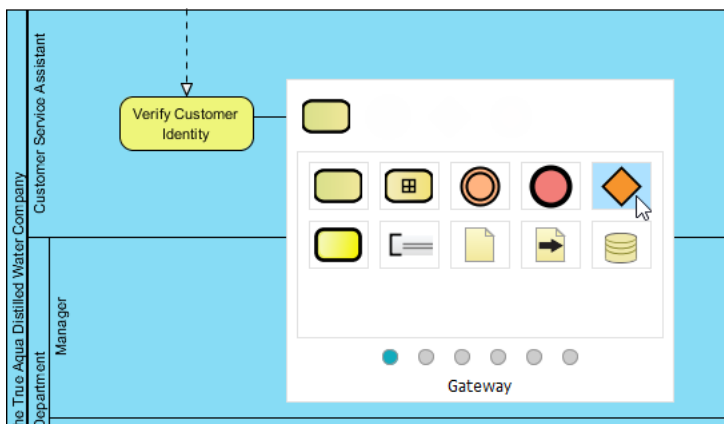 he True Aqua Distilled Water Company
Customer Service Assistant
Verify Customer
Identity
Department
Manager
Gateway